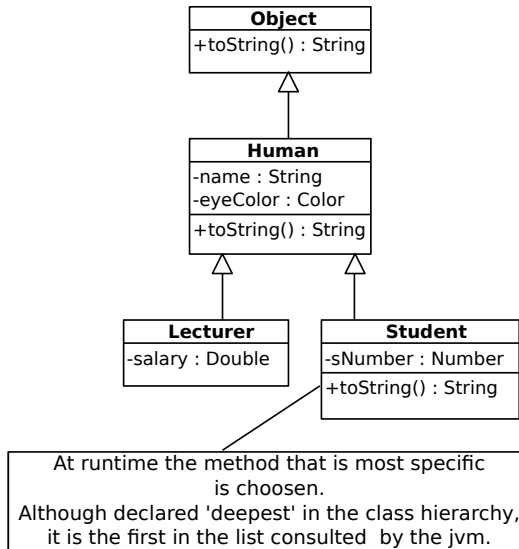 Object
+toString() : String
Human
-name : String
-eyeColor : Color
+toString() : String
Lecturer
-salary : Double
Student
-sNumber : Number
+toString() : String
At runtime the method that is most specific
is choosen.
Although declared 'deepest' in the class hierarchy,
it is the first in the list consulted by the jvm.